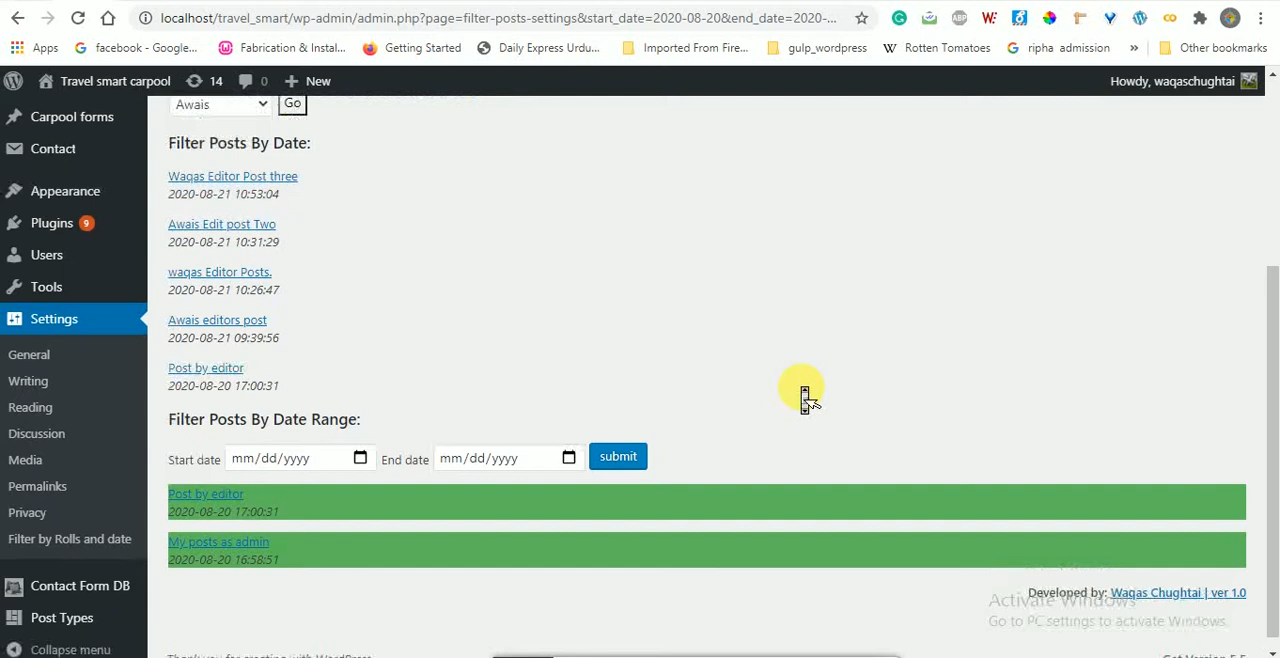 localhost/travel_smart/wp-admin/admin.php?page=filter-posts-settings&start_date=2020-08-20&end_date=2020-...
Apps facebook - Google... Fabrication & Instal... Getting Started Daily Express Urdu... Imported From Fire... gulp_wordpress Rotten Tomatoes ripha admission » Other bookmarks
Travel smart carpool 14 0 + New Howdy, waqaschughtai
Carpool forms
Contact
Appearance
Plugins 9
Users
Tools
Settings
General
Writing
Reading
Discussion
Media
Permalinks
Privacy
Filter by Rolls and date
Contact Form DB
Post Types
Collapse menu
Awais Go
Filter Posts By Date:
Waqas Editor Post three
2020-08-21 10:53:04
Awais Edit post Two
2020-08-21 10:31:29
waqas Editor Posts.
2020-08-21 10:26:47
Awais editors post
2020-08-21 09:39:56
Post by editor
2020-08-20 17:00:31
Filter Posts By Date Range:
Start date mm/dd/yyyy End date mm/dd/yyyy submit
Post by editor
2020-08-20 17:00:31
My posts as admin
2020-08-20 16:58:51
Developed by: Waqas Chughtai | ver 1.0
Activate Windows
Go to PC settings to activate Windows.